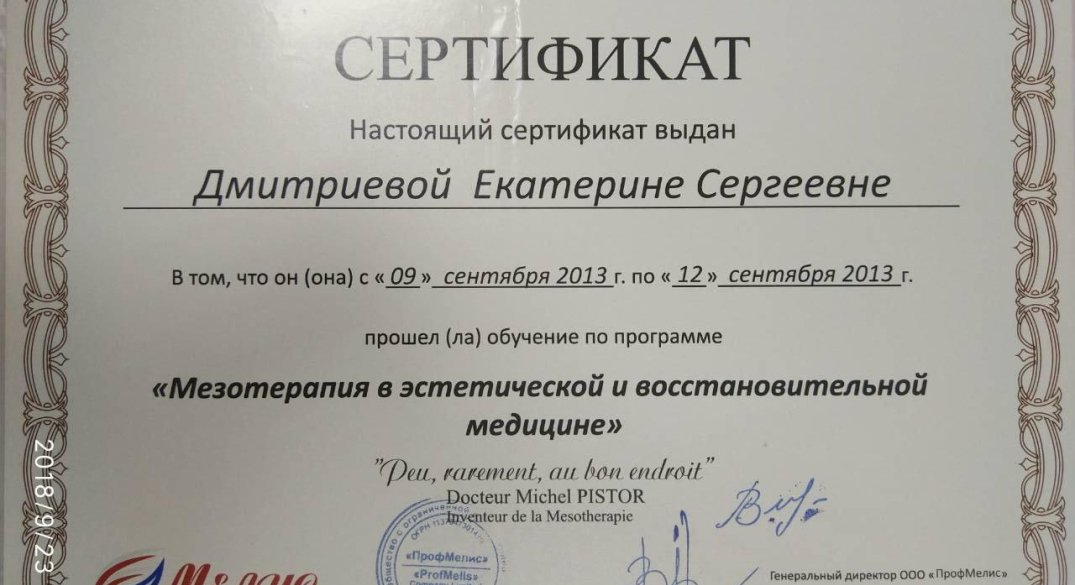 СЕРТИФИКАТ
Настоящий сертификат выдан
Дмитриевой Екатерине Сергеевне
В том, что он (она) с «09» сентября 2013 г. по «12» сентября 2013 г.
прошел (ла) обучение по программе
«Мезотерапия в эстетической и восстановительной
медицине»
"Peu, rarement, au bon endroit"
Docteur Michel PISTOR
Inventeur de la Mesotherapie
«ПрофМелис»
«ProfMelis»
Генеральный директор ООО «ПрофМелис»
2018/9/23